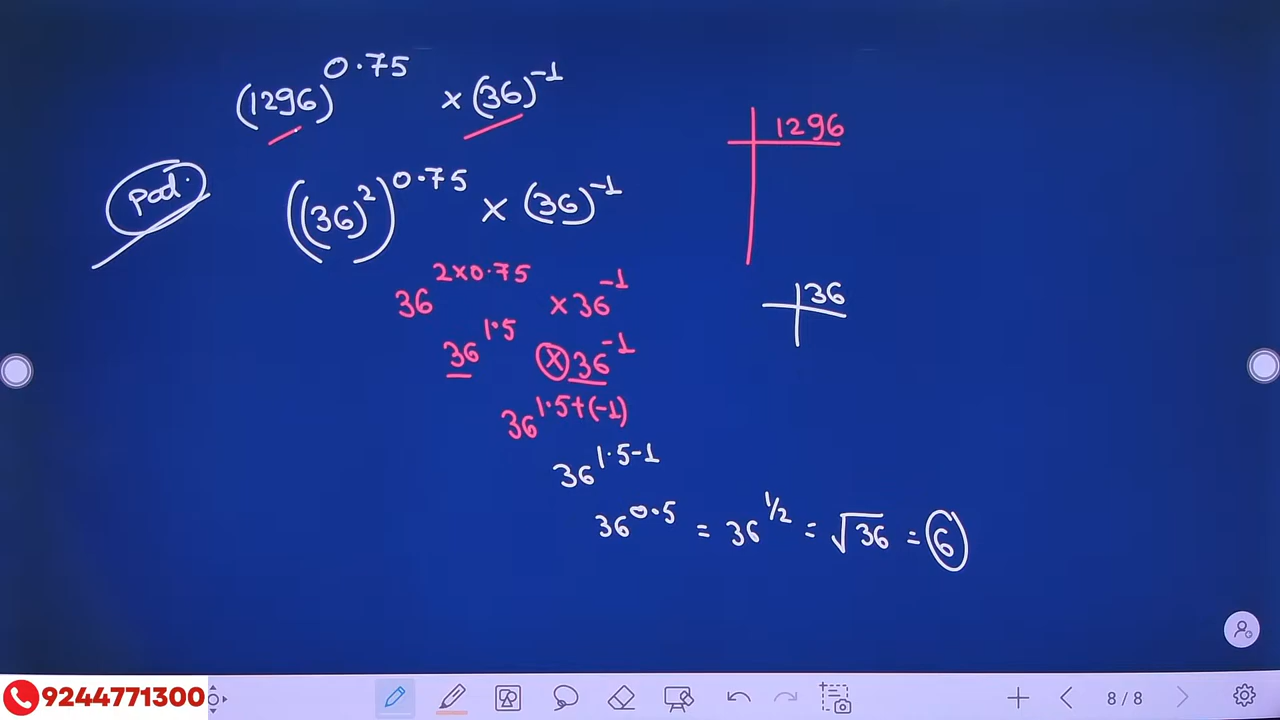 (1296)^0.75 × (36)^-1
1296
Pod.
((36)^2)^0.75 × (36)^-1
36^2×0.75 × 36^-1
36
36^1.5 × 36^-1
36^1.5+(-1)
36^1.5-1
36^0.5 = 36^1/2 = √36 = 6
9244771300
8/8